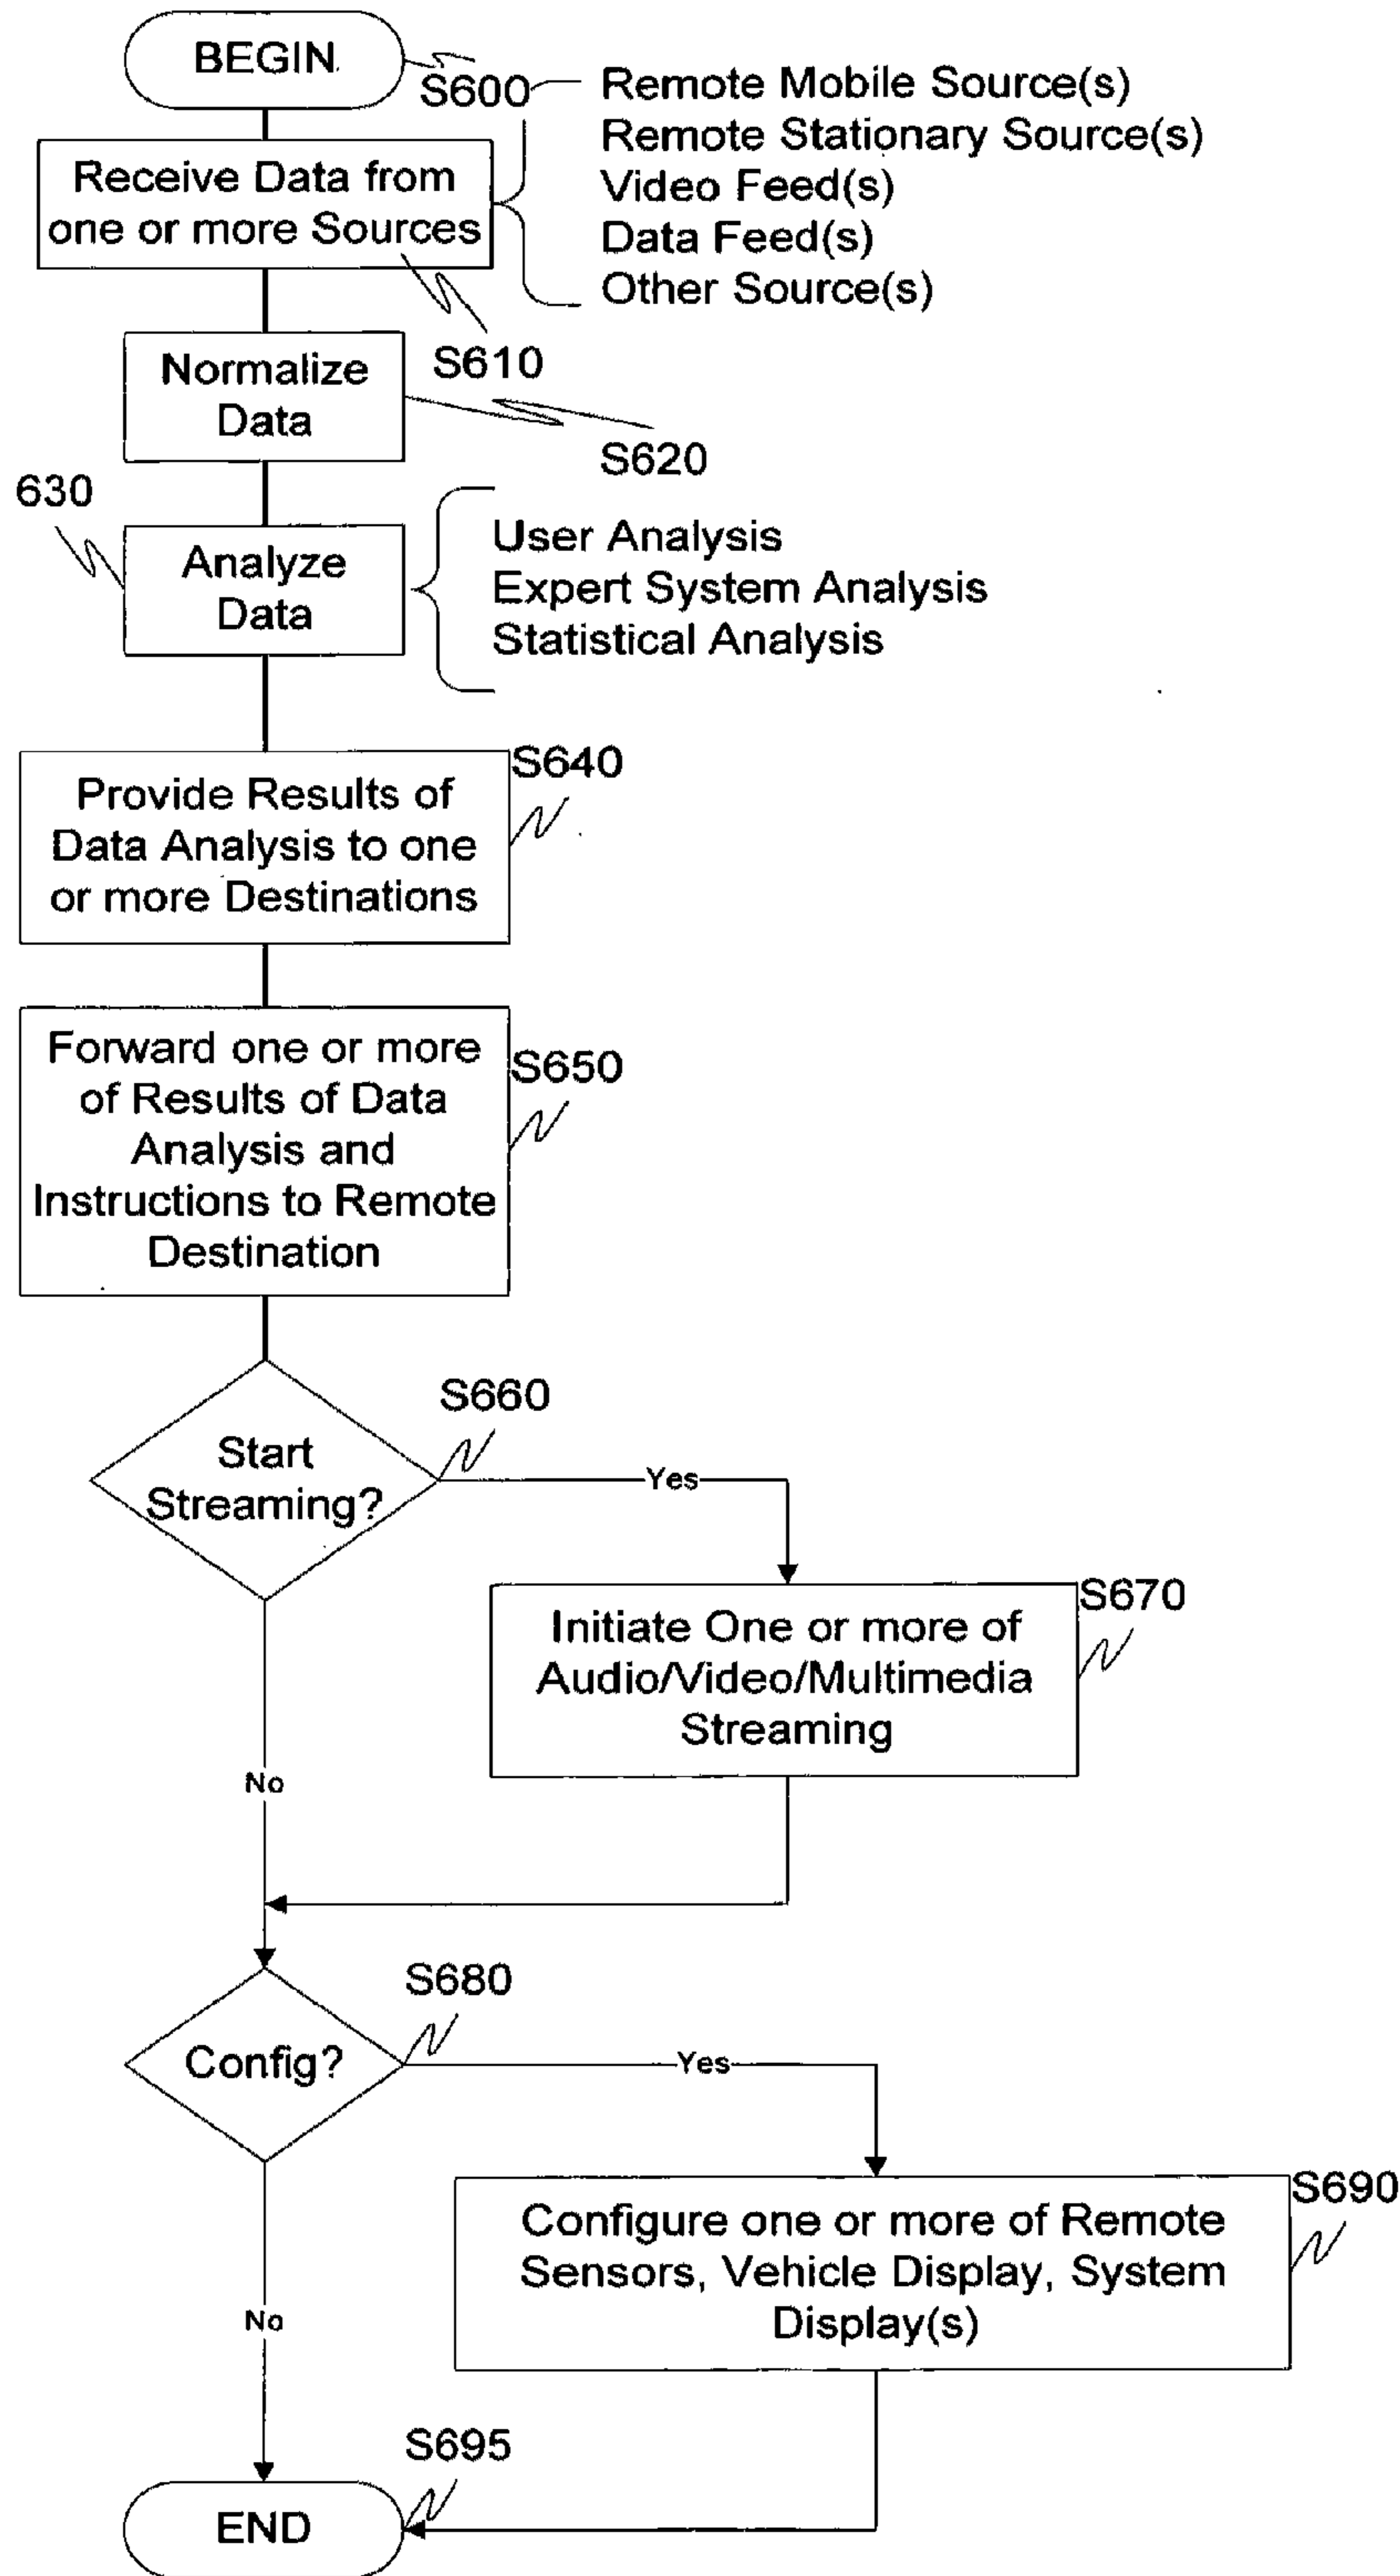 BEGIN
S600
Remote Mobile Source(s)
Remote Stationary Source(s)
Video Feed(s)
Data Feed(s)
Other Source(s)
Receive Data from
one or more Sources
S610
Normalize
Data
S620
630
Analyze
Data
User Analysis
Expert System Analysis
Statistical Analysis
S640
Provide Results of
Data Analysis to one
or more Destinations
S650
Forward one or more
of Results of Data
Analysis and
Instructions to Remote
Destination
S660
Start
Streaming?
Yes
S670
Initiate One or more of
Audio/Video/Multimedia
Streaming
No
S680
Config?
Yes
S690
Configure one or more of Remote
Sensors, Vehicle Display, System
Display(s)
No
S695
END